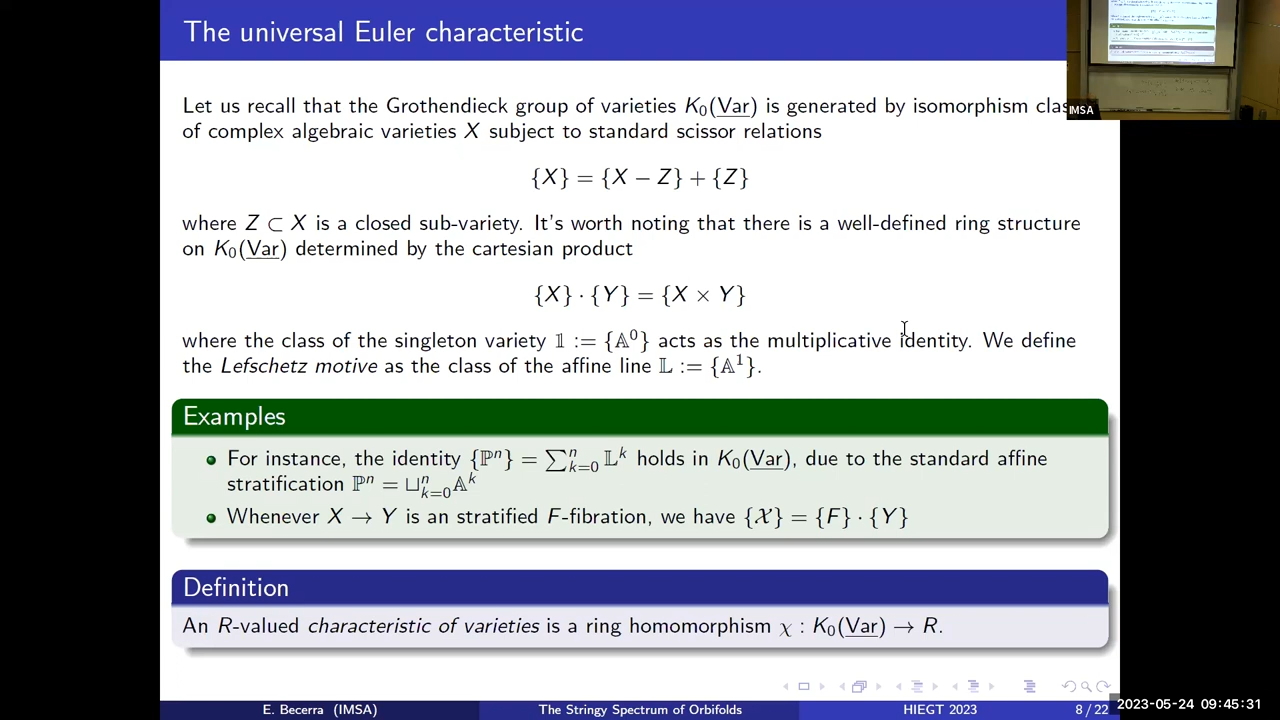 The universal Euler characteristic
Let us recall that the Grothendieck group of varieties K₀(Var) is generated by isomorphism clas
of complex algebraic varieties X subject to standard scissor relations
{X} = {X − Z} + {Z}
where Z ⊂ X is a closed sub-variety. It's worth noting that there is a well-defined ring structure
on K₀(Var) determined by the cartesian product
{X} · {Y} = {X × Y}
where the class of the singleton variety 𝟙 := {𝔸⁰} acts as the multiplicative identity. We define
the Lefschetz motive as the class of the affine line 𝕃 := {𝔸¹}.
Examples
For instance, the identity {ℙⁿ} = ∑ⁿₖ₌₀ 𝕃ᵏ holds in K₀(Var), due to the standard affine
stratification ℙⁿ = ⊔ⁿₖ₌₀𝔸ᵏ
Whenever X → Y is an stratified F-fibration, we have {𝒳} = {F} · {Y}
Definition
An R-valued characteristic of varieties is a ring homomorphism χ : K₀(Var) → R.
E. Becerra (IMSA) The Stringy Spectrum of Orbifolds HIEGT 2023 8 / 22
IMSA
2023-05-24 09:45:31